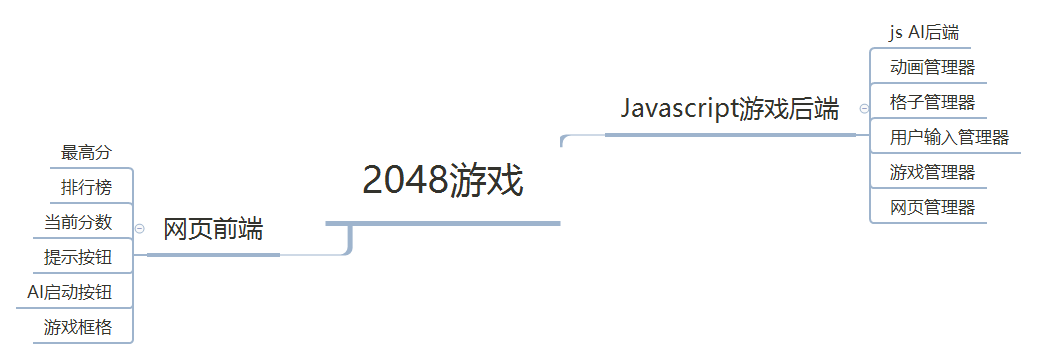 2048游戏
Javascript游戏后端
js AI后端
动画管理器
格子管理器
用户输入管理器
游戏管理器
网页管理器
网页前端
最高分
排行榜
当前分数
提示按钮
AI启动按钮
游戏框格